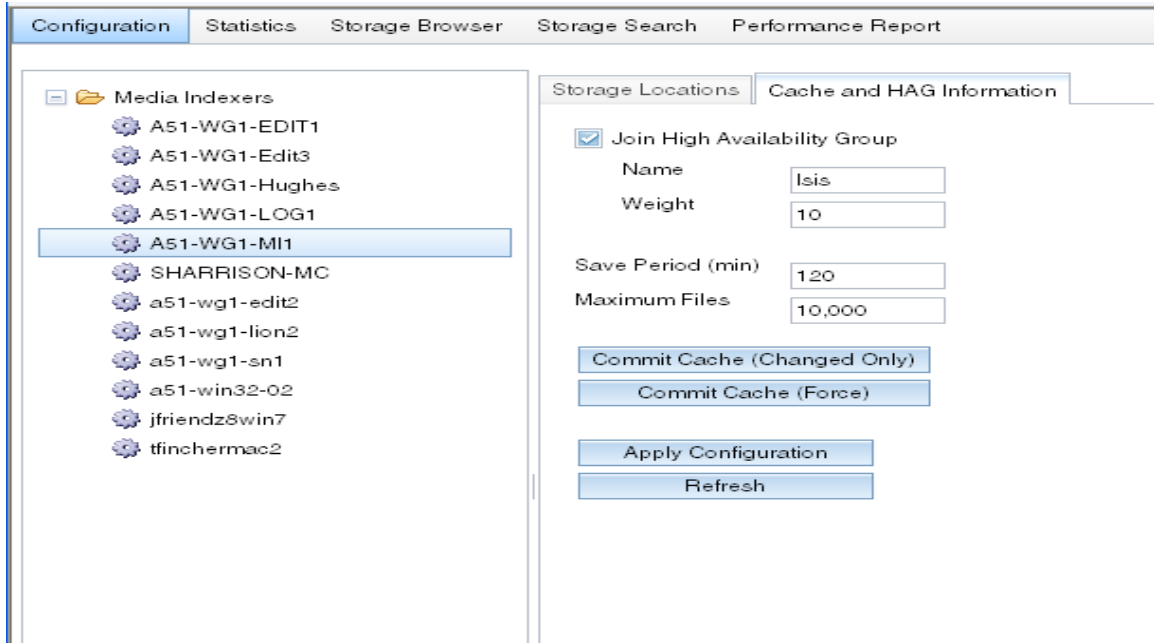 Configuration Statistics Storage Browser Storage Search Performance Report
Media Indexers
A51-WG1-EDIT1
A51-WG1-Edit3
A51-WG1-Hughes
A51-WG1-LOG1
A51-WG1-MI1
SHARRISON-MC
a51-wg1-edit2
a51-wg1-lion2
a51-wg1-sn1
a51-win32-02
jfriendz8win7
tfinchermac2
Storage Locations Cache and HAG Information
Join High Availability Group
Name Isis
Weight 10
Save Period (min) 120
Maximum Files 10,000
Commit Cache (Changed Only)
Commit Cache (Force)
Apply Configuration
Refresh